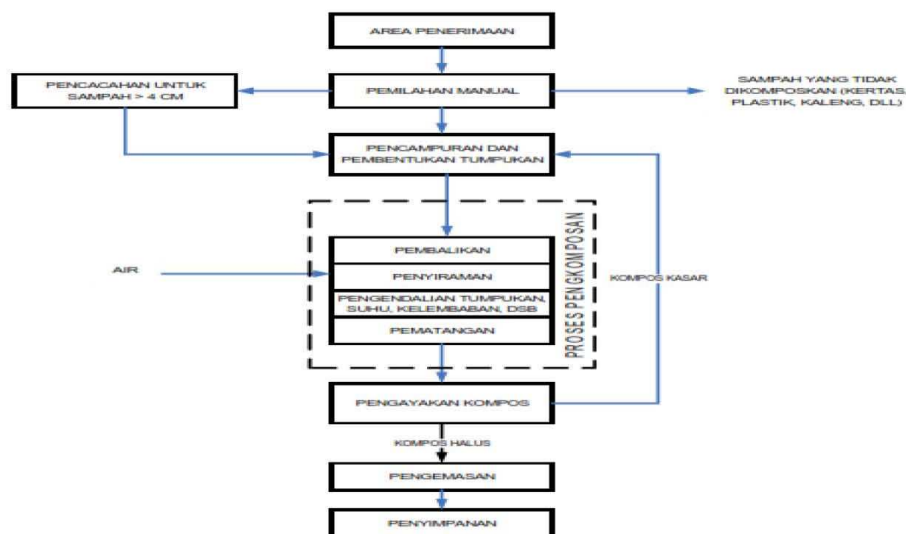 AREA PENERIMAAN
PENCACAHAN UNTUK
SAMPAH > 4 CM
PEMILAHAN MANUAL
SAMPAH YANG TIDAK
DIKOMPOSKAN (KERTAS
PLASTIK, KALENG, DLL)
PENCAMPURAN DAN
PEMBENTUKAN TUMPUKAN
PROSES PENGKOMPOSAN
PEMBALIKAN
AIR
PENYIRAMAN
KOMPOS KASAR
PENGENDALIAN TUMPUKAN,
SUHU, KELEMBABAN, DSB
PEMATANGAN
PENGAYAKAN KOMPOS
KOMPOS HALUS
PENGEMASAN
PENYIMPANAN